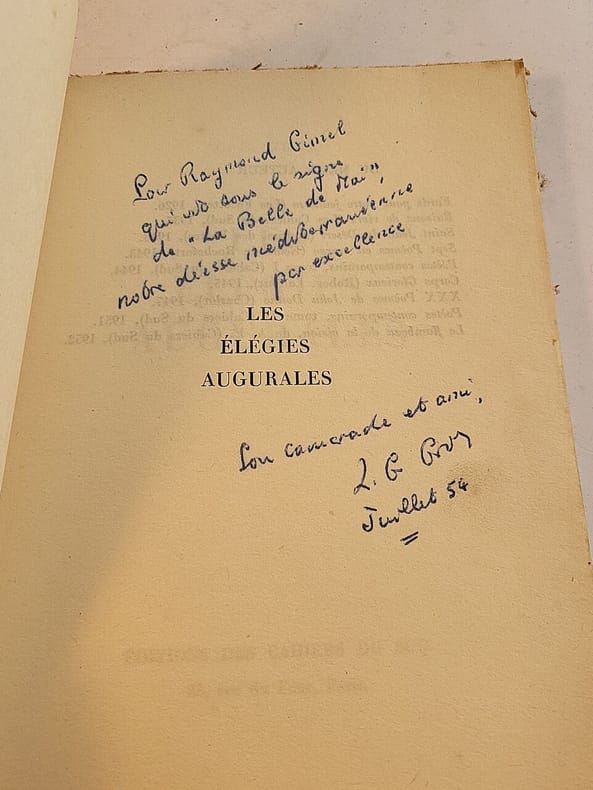 Pour Raymond Gimel
qui vit sous le signe
de "La Belle de Mai",
notre déesse méditerranéenne
par excellence
LES
ÉLÉGIES
AUGURALES
Son camarade et ami,
L. G. Gros
Juillet 54